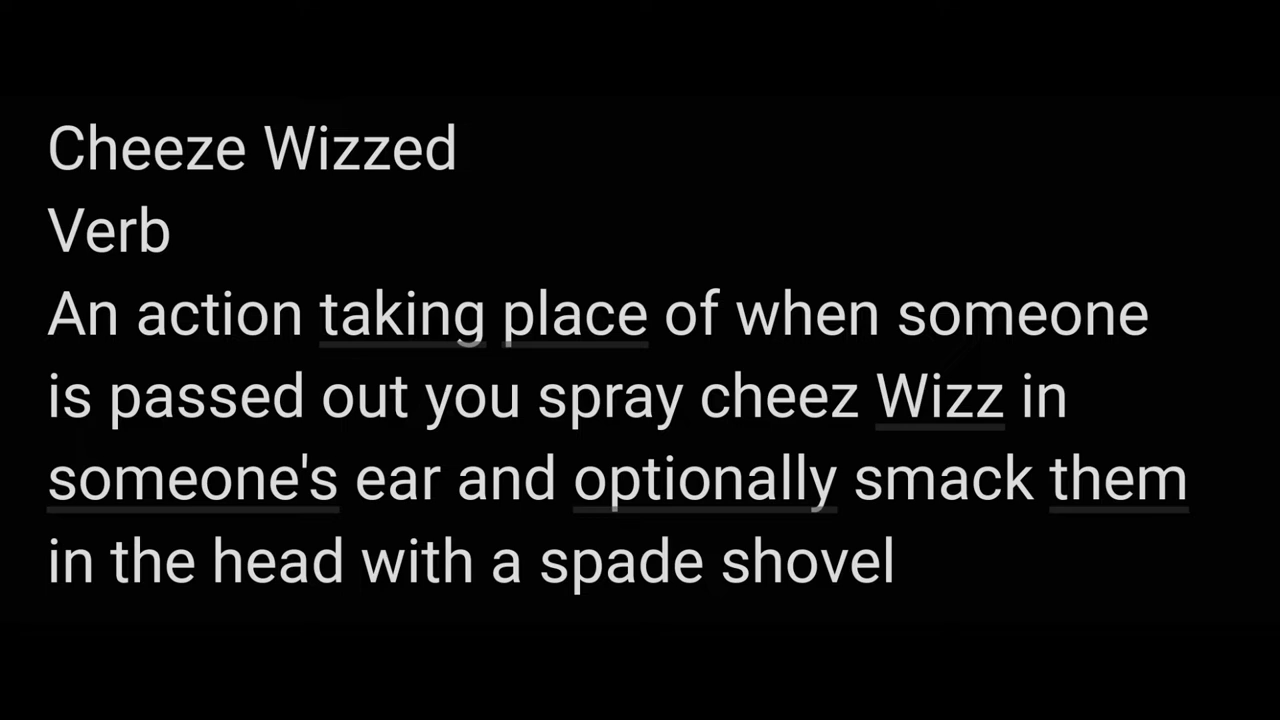 Cheeze Wizzed
Verb
An action taking place of when someone
is passed out you spray cheez Wizz in
someone's ear and optionally smack them
in the head with a spade shovel